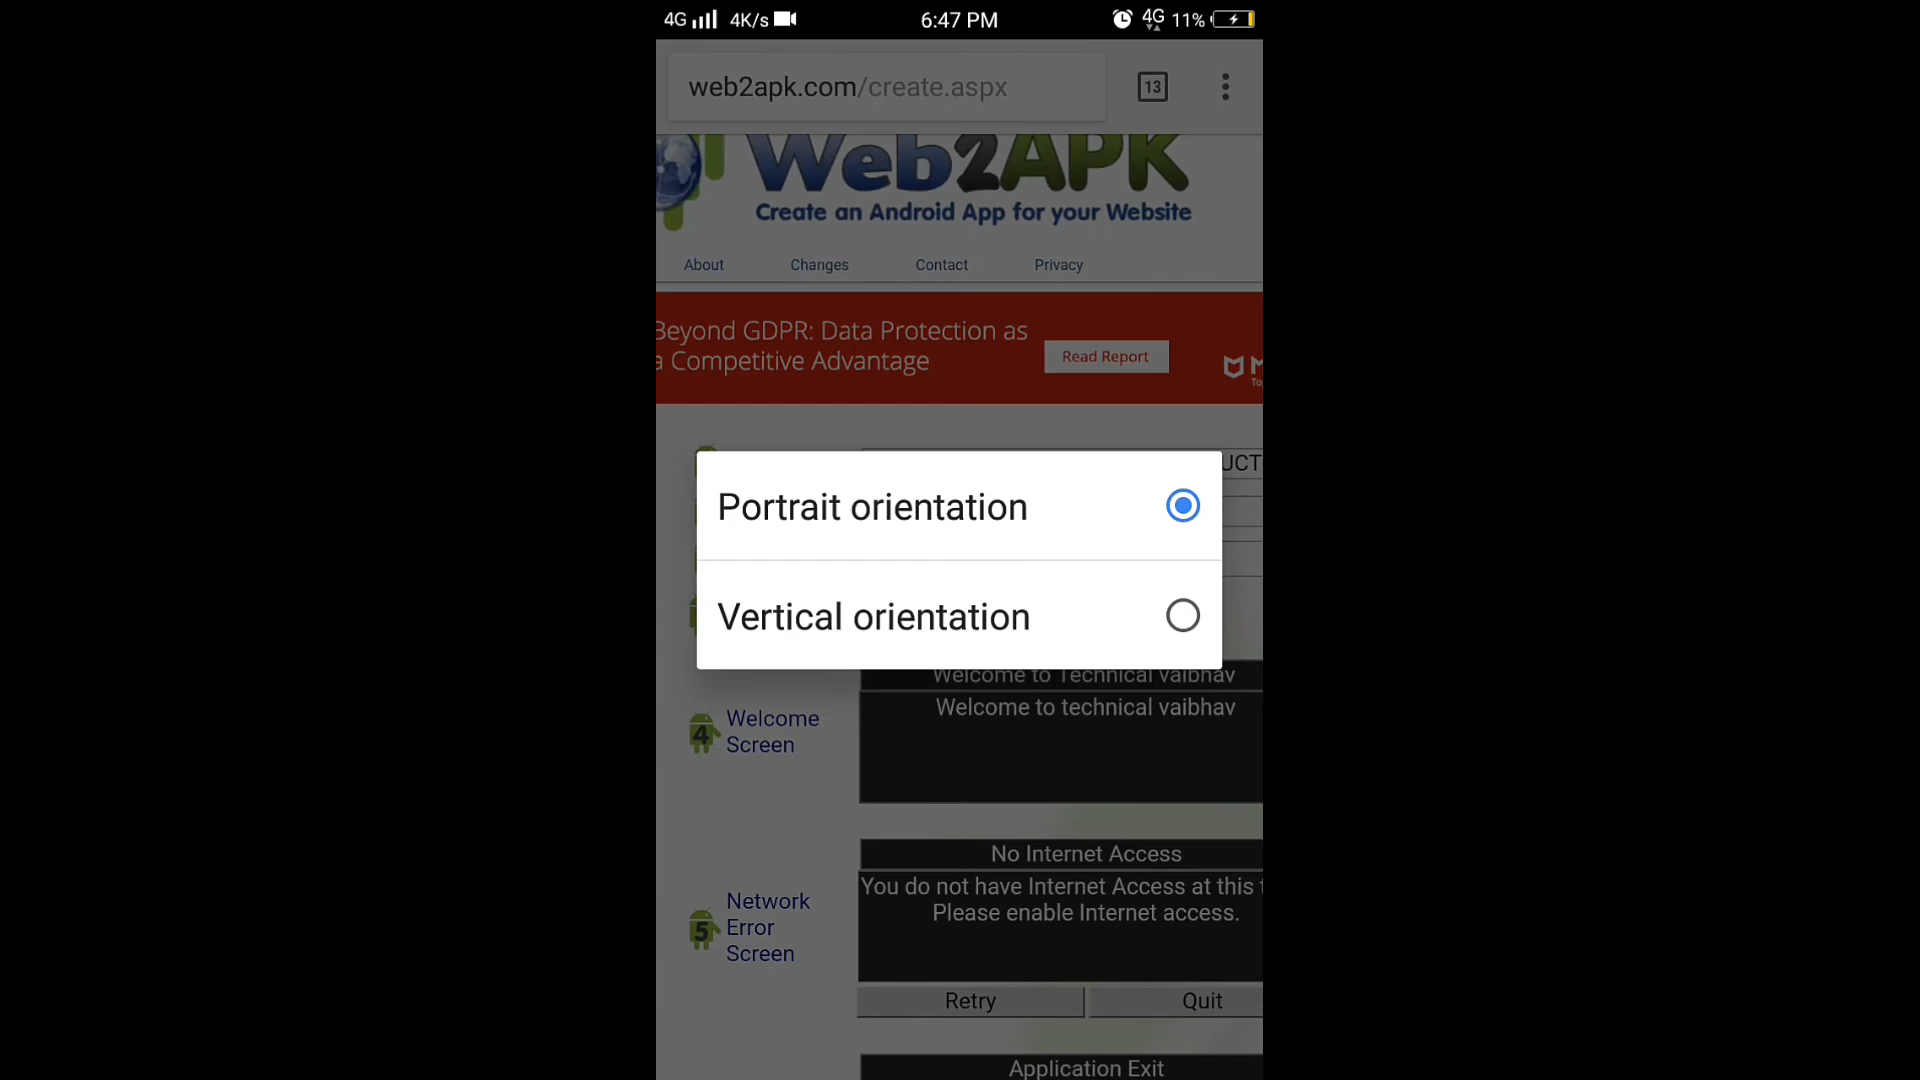 4G 4K/s 6:47 PM 4G 11%
web2apk.com/create.aspx 13
Web2APK
Create an Android App for your Website
About Changes Contact Privacy
Beyond GDPR: Data Protection as
a Competitive Advantage
Read Report
UCT
Portrait orientation
Vertical orientation
Welcome to Technical vaibhav
Welcome to technical vaibhav
4 Welcome
Screen
No Internet Access
You do not have Internet Access at this t
Please enable Internet access.
5 Network
Error
Screen
Retry Quit
Application Exit